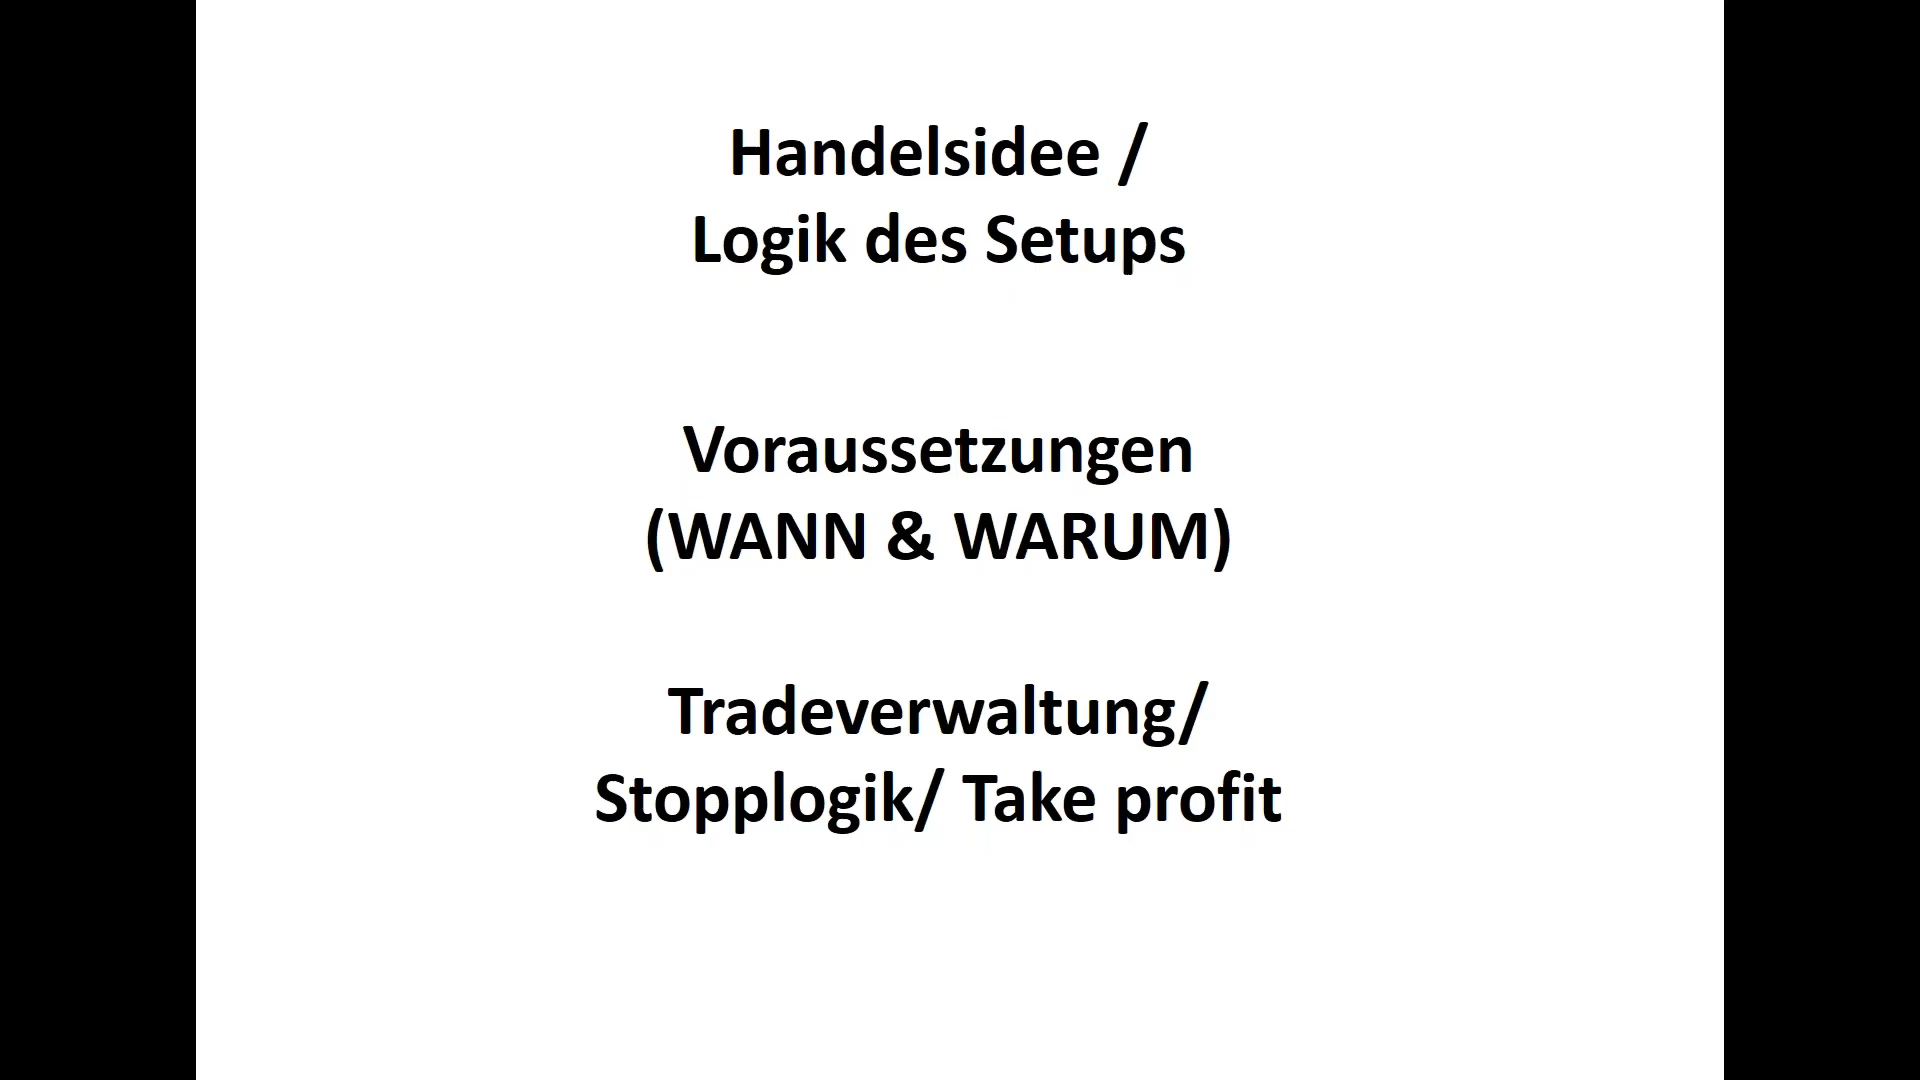 Handelsidee /
Logik des Setups
Voraussetzungen
(WANN & WARUM)
Tradeverwaltung/
Stopplogik/ Take profit